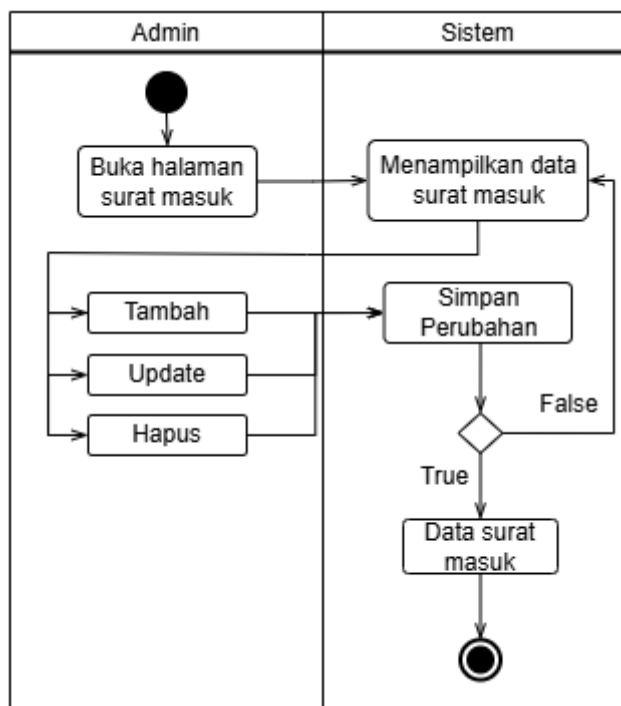 Admin
Sistem
Buka halaman
surat masuk
Menampilkan data
surat masuk
Tambah
Update
Hapus
Simpan
Perubahan
False
True
Data surat
masuk